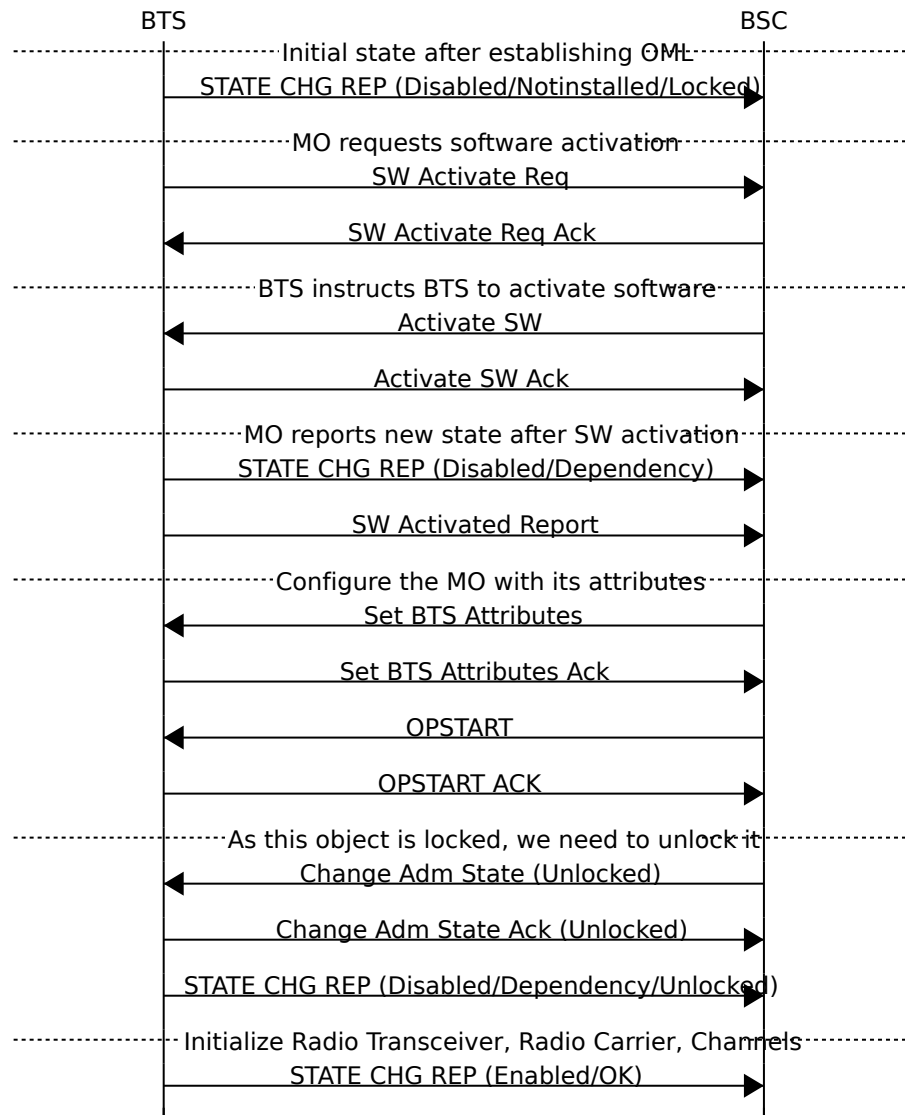 BTS BSC
Initial state after establishing OML
STATE CHG REP (Disabled/Notinstalled/Locked)
MO requests software activation
SW Activate Req
SW Activate Req Ack
BTS instructs BTS to activate software
Activate SW
Activate SW Ack
MO reports new state after SW activation
STATE CHG REP (Disabled/Dependency)
SW Activated Report
Configure the MO with its attributes
Set BTS Attributes
Set BTS Attributes Ack
OPSTART
OPSTART ACK
As this object is locked, we need to unlock it
Change Adm State (Unlocked)
Change Adm State Ack (Unlocked)
STATE CHG REP (Disabled/Dependency/Unlocked)
Initialize Radio Transceiver, Radio Carrier, Channels
STATE CHG REP (Enabled/OK)